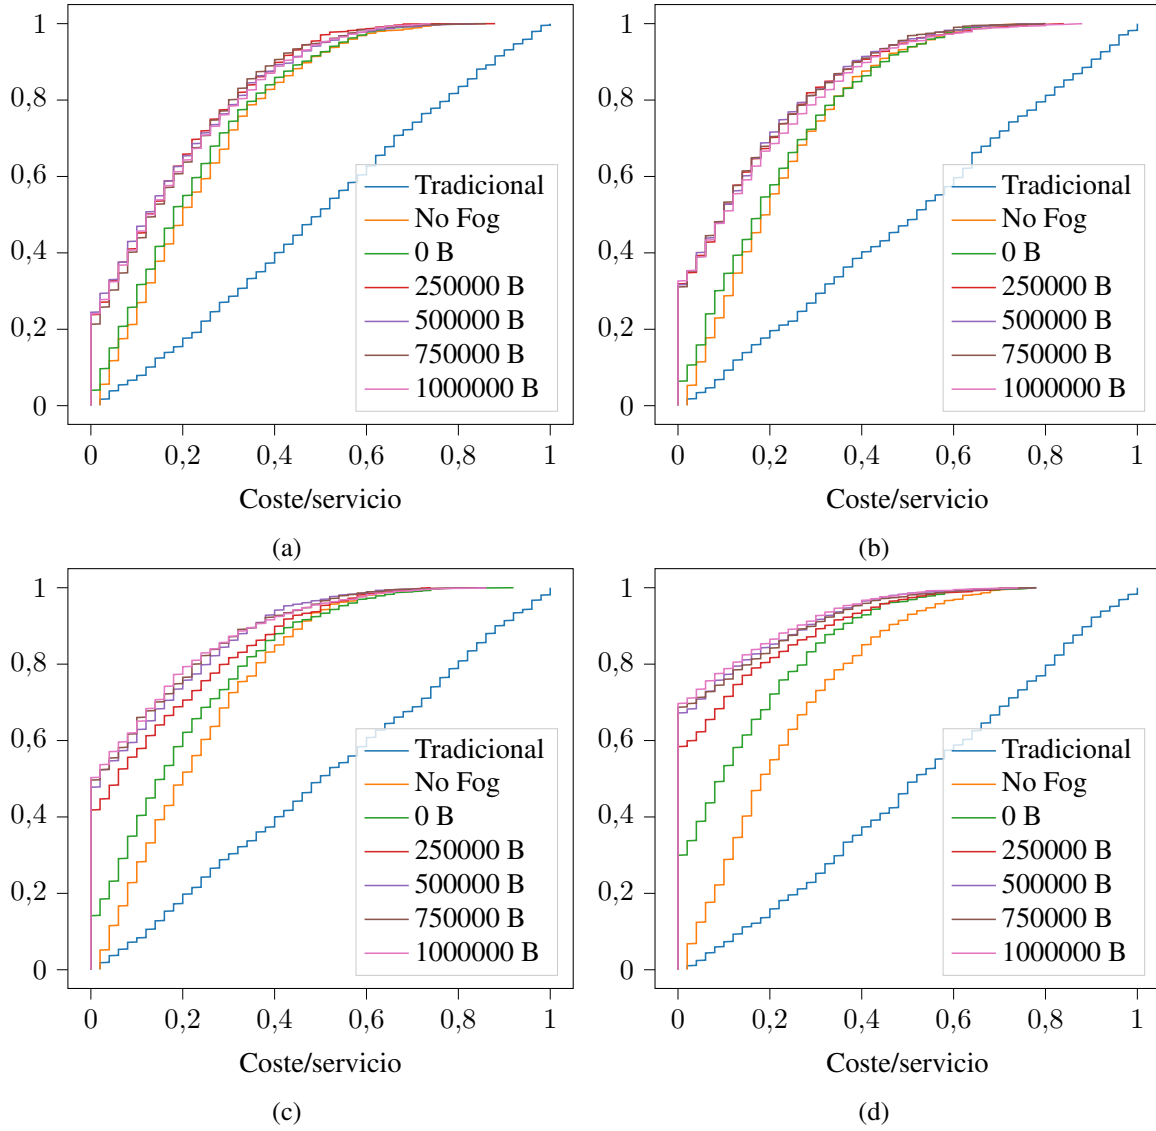 1
0,8
0,6
0,4
0,2
0
Tradicional
No Fog
0 B
250000 B
500000 B
750000 B
1000000 B
0 0,2 0,4 0,6 0,8 1
Coste/servicio
(a)
1
0,8
0,6
0,4
0,2
0
Tradicional
No Fog
0 B
250000 B
500000 B
750000 B
1000000 B
0 0,2 0,4 0,6 0,8 1
Coste/servicio
(b)
1
0,8
0,6
0,4
0,2
0
Tradicional
No Fog
0 B
250000 B
500000 B
750000 B
1000000 B
0 0,2 0,4 0,6 0,8 1
Coste/servicio
(c)
1
0,8
0,6
0,4
0,2
0
Tradicional
No Fog
0 B
250000 B
500000 B
750000 B
1000000 B
0 0,2 0,4 0,6 0,8 1
Coste/servicio
(d)